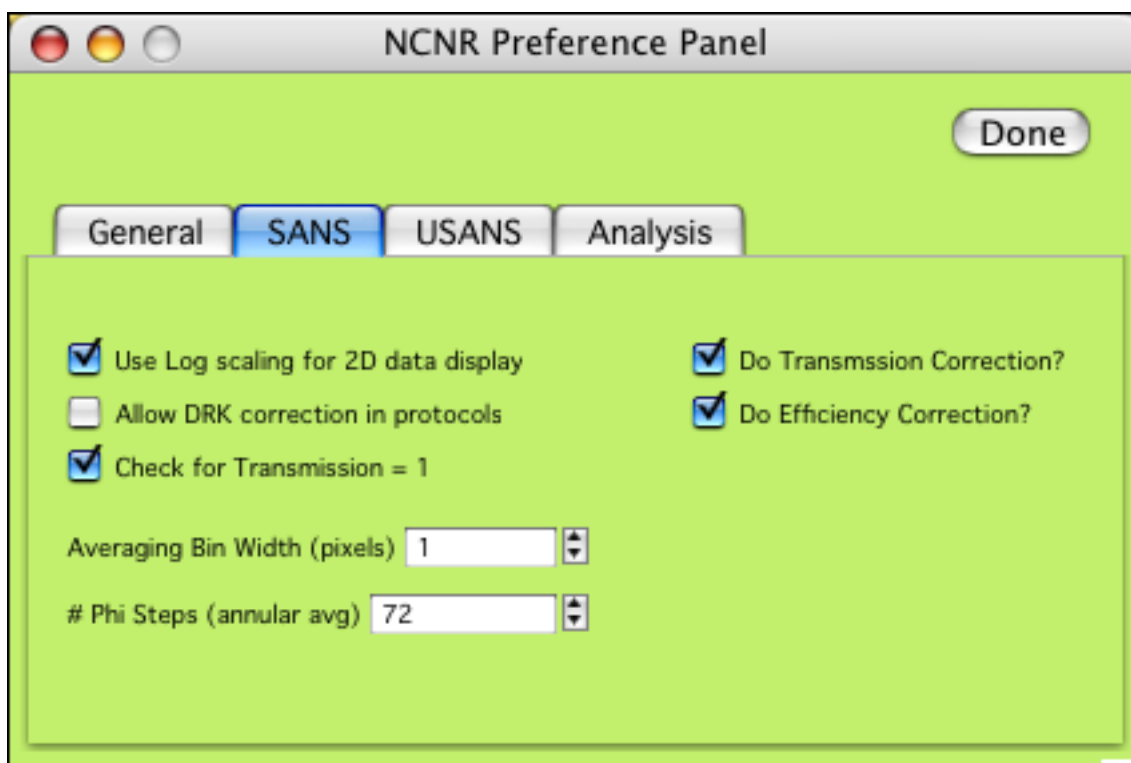 NCNR Preference Panel
Done
General SANS USANS Analysis
Use Log scaling for 2D data display
Do Transmssion Correction?
Allow DRK correction in protocols
Do Efficiency Correction?
Check for Transmission = 1
Averaging Bin Width (pixels) 1
# Phi Steps (annular avg) 72